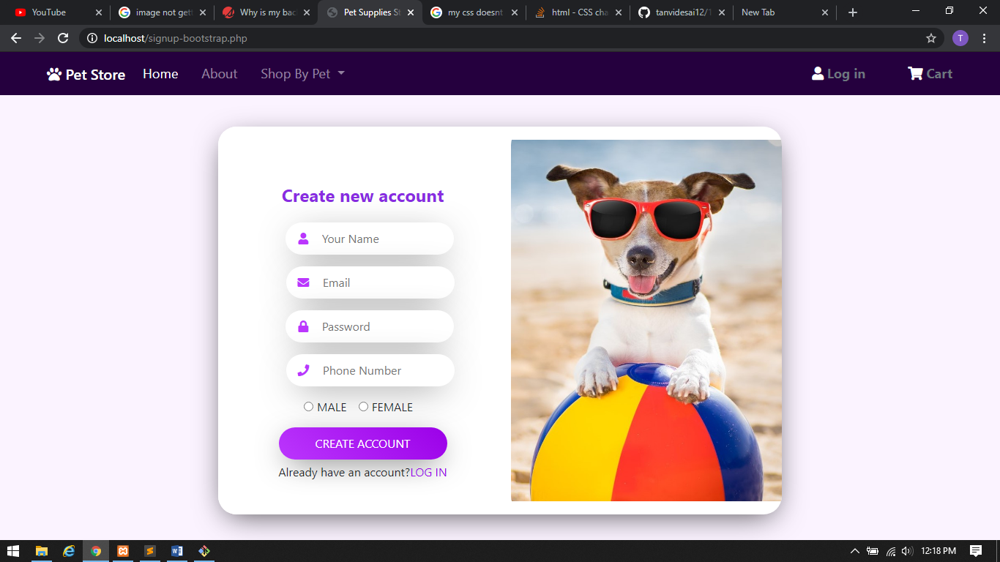 YouTube
image not gett
Why is my bac
Pet Supplies St
my css doesnt
html - CSS cha
tanvidesai12/
New Tab
localhost/signup-bootstrap.php
T
Pet Store
Home
About
Shop By Pet
Log in
Cart
Create new account
Your Name
Email
Password
Phone Number
MALE
FEMALE
CREATE ACCOUNT
Already have an account?LOG IN
12:18 PM